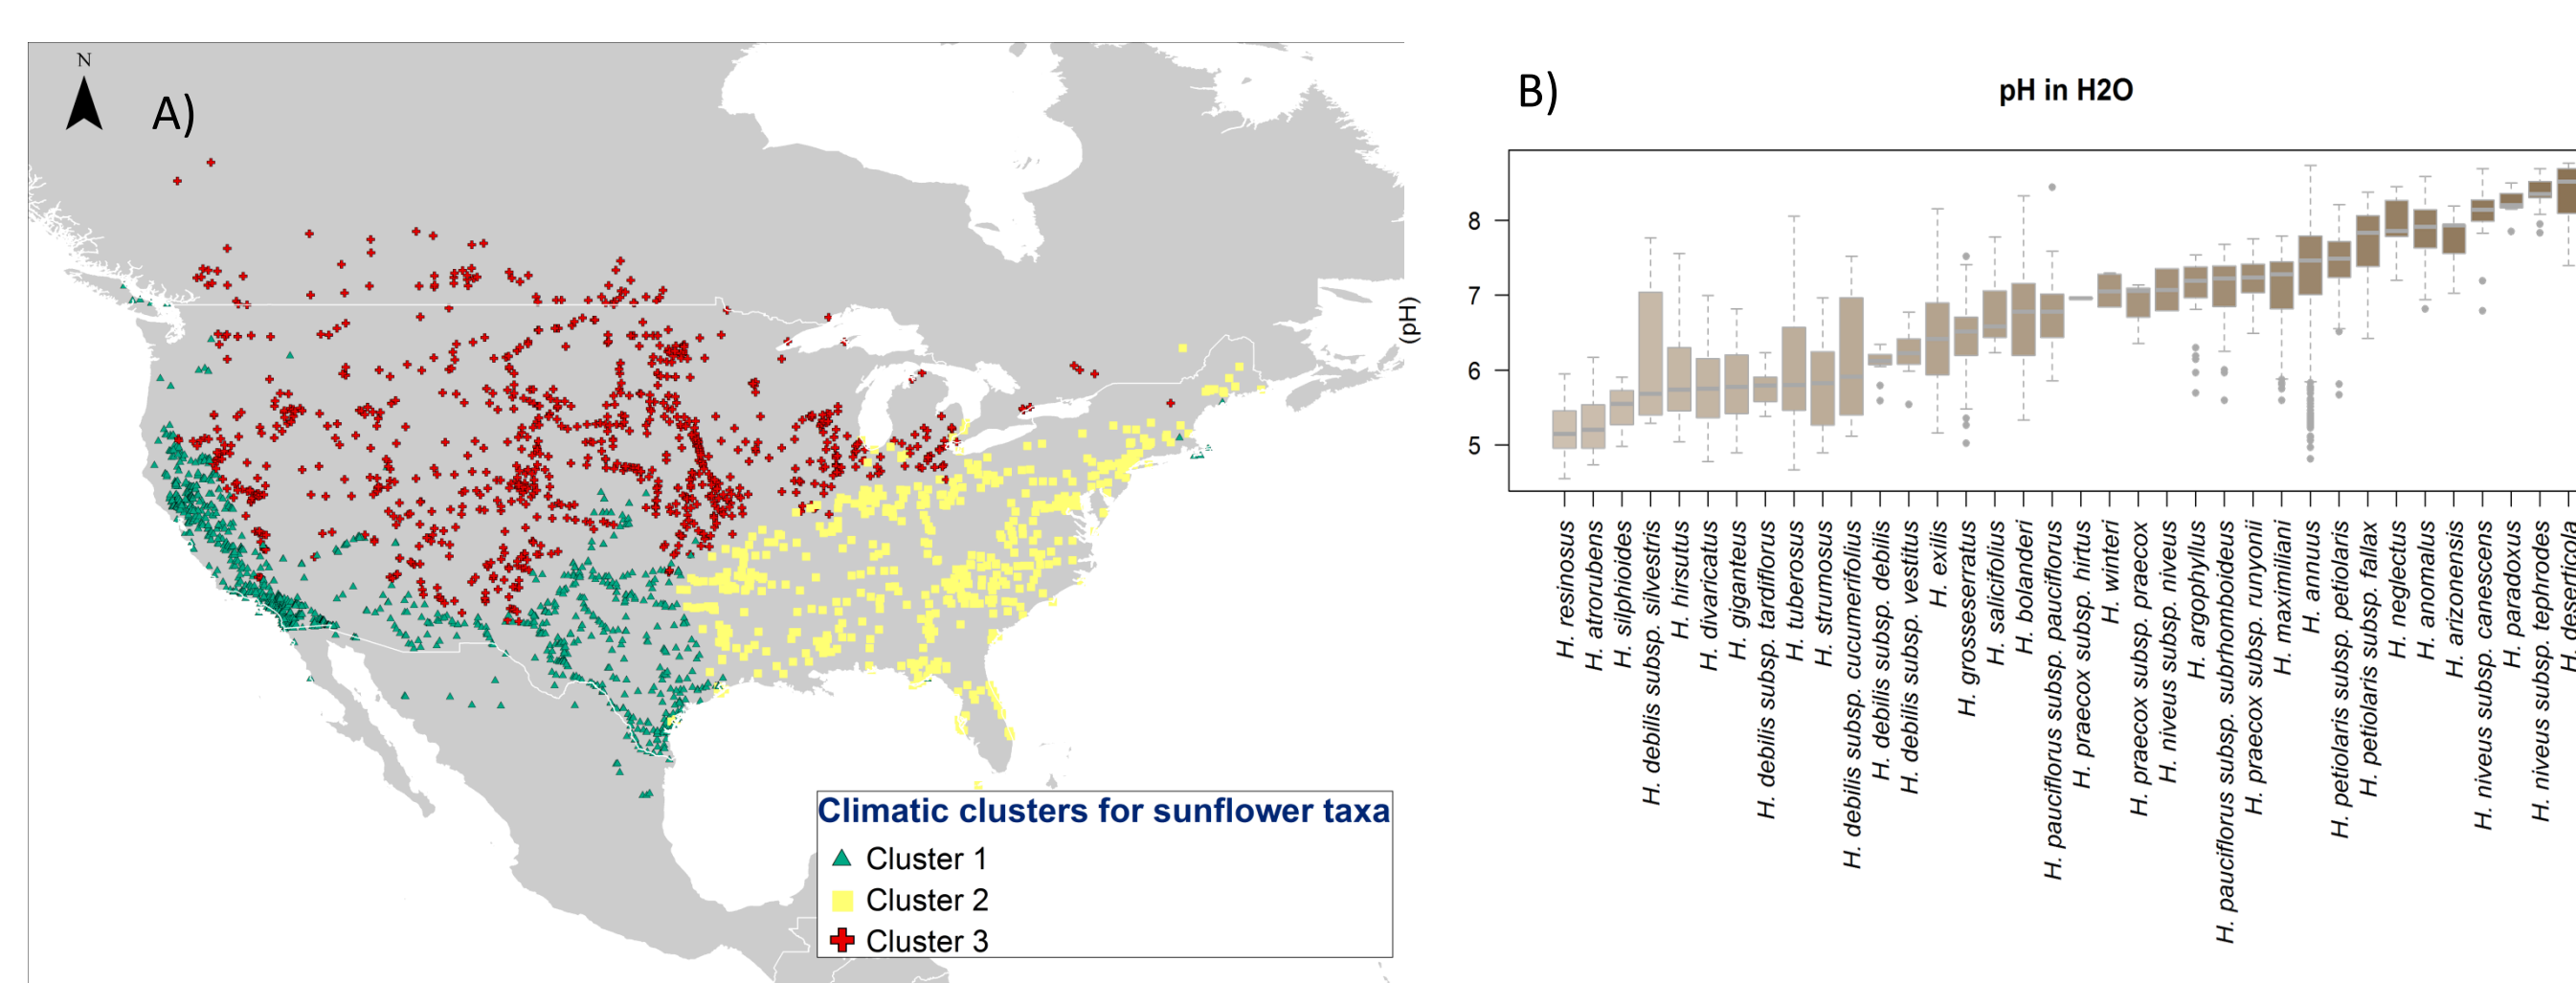 N
A)
Climatic clusters for sunflower taxa
Cluster 1
Cluster 2
Cluster 3
B)
pH in H2O
(pH)
8
7
6
5
H. resinosus
H. atrorubens
H. silphioides
H. debilis subsp. silvestris
H. hirsutus
H. divaricatus
H. giganteus
H. debilis subsp. tardiflorus
H. tuberosus
H. strumosus
H. debilis subsp. cucumerifolius
H. debilis subsp. debilis
H. debilis subsp. vestitus
H. exilis
H. grosseserratus
H. salicifolius
H. bolanderi
H. pauciflorus subsp. pauciflorus
H. praecox subsp. hirtus
H. winteri
H. praecox subsp. praecox
H. niveus subsp. niveus
H. argophyllus
H. pauciflorus subsp. subrhomboideus
H. praecox subsp. runyonii
H. maximiliani
H. annuus
H. petiolaris subsp. petiolaris
H. petiolaris subsp. fallax
H. neglectus
H. anomalus
H. arizonensis
H. niveus subsp. canescens
H. paradoxus
H. niveus subsp. tephrodes
H. deserticola